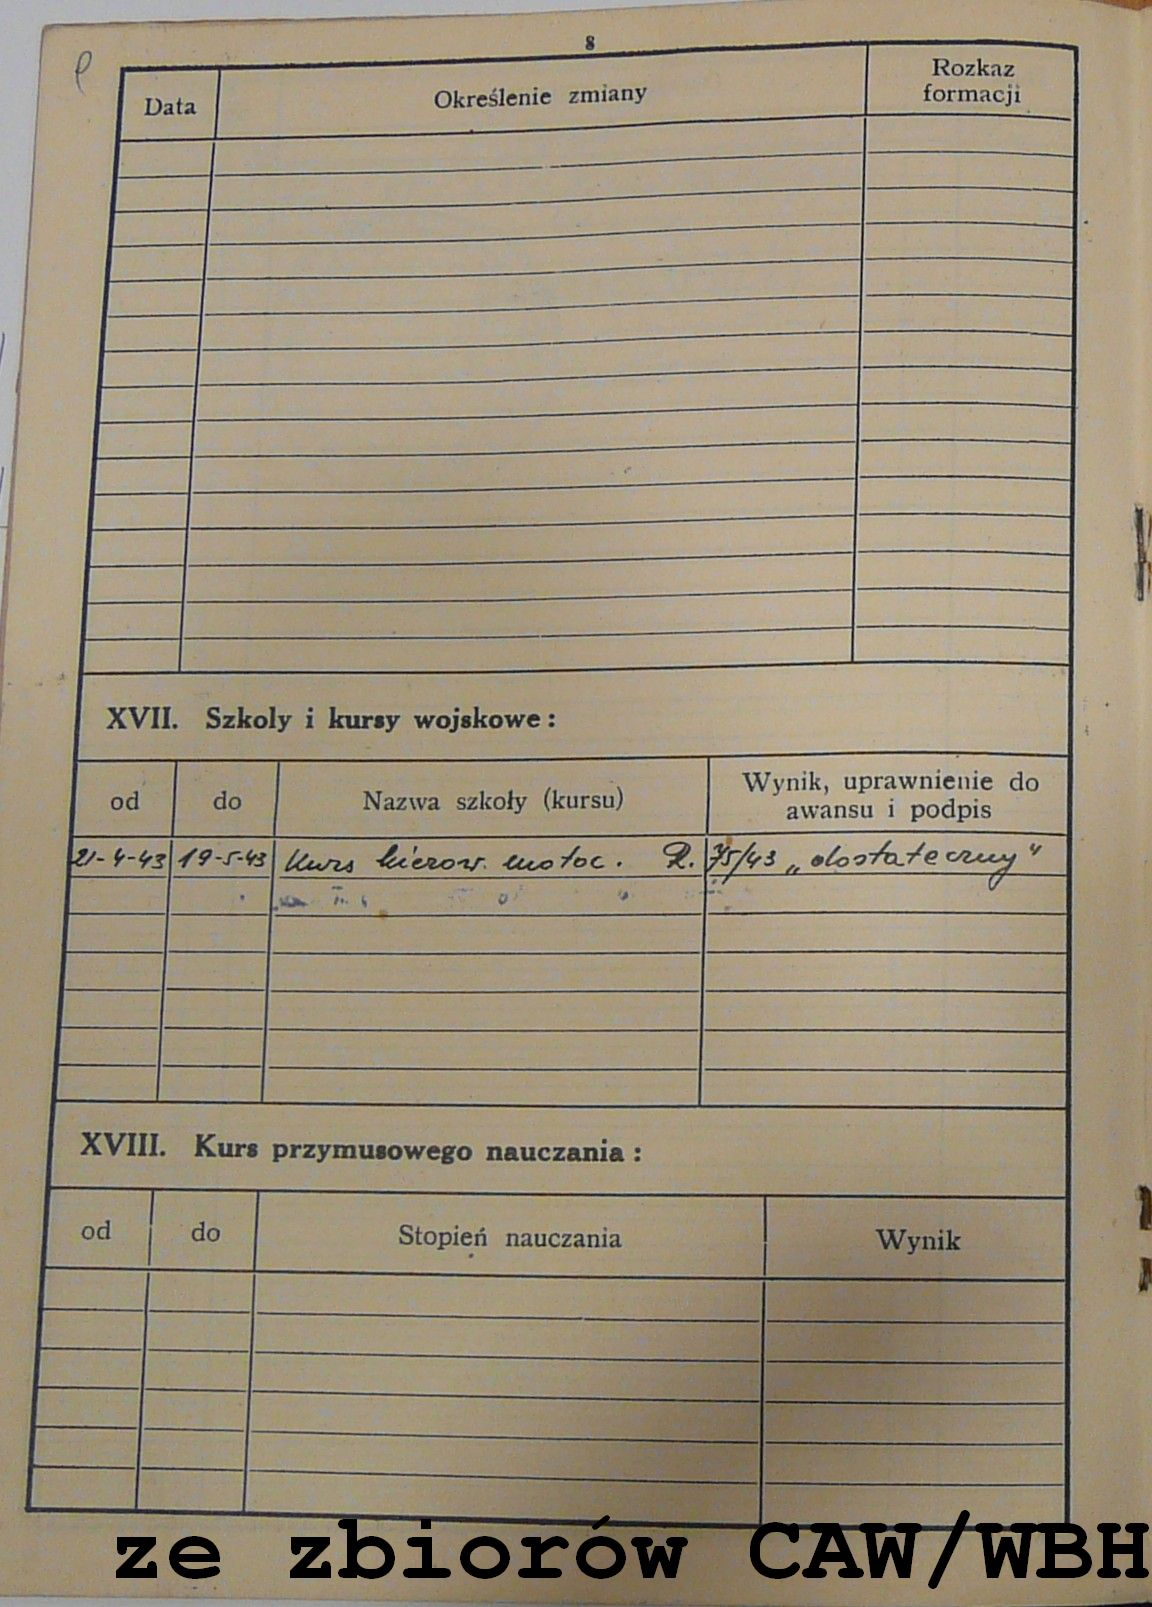 8
Data Określenie zmiany Rozkaz formacji
XVII. Szkoly i kursy wojskowe:
od do Nazwa szkoły (kursu) Wynik, uprawnienie do awansu i podpis
21-4-43 19-5-43 Kurs kierow. motoc. R. 75/43 „dostateczny"
XVIII. Kurs przymusowego nauczania:
od do Stopień nauczania Wynik
ze zbiorów CAW/WBH